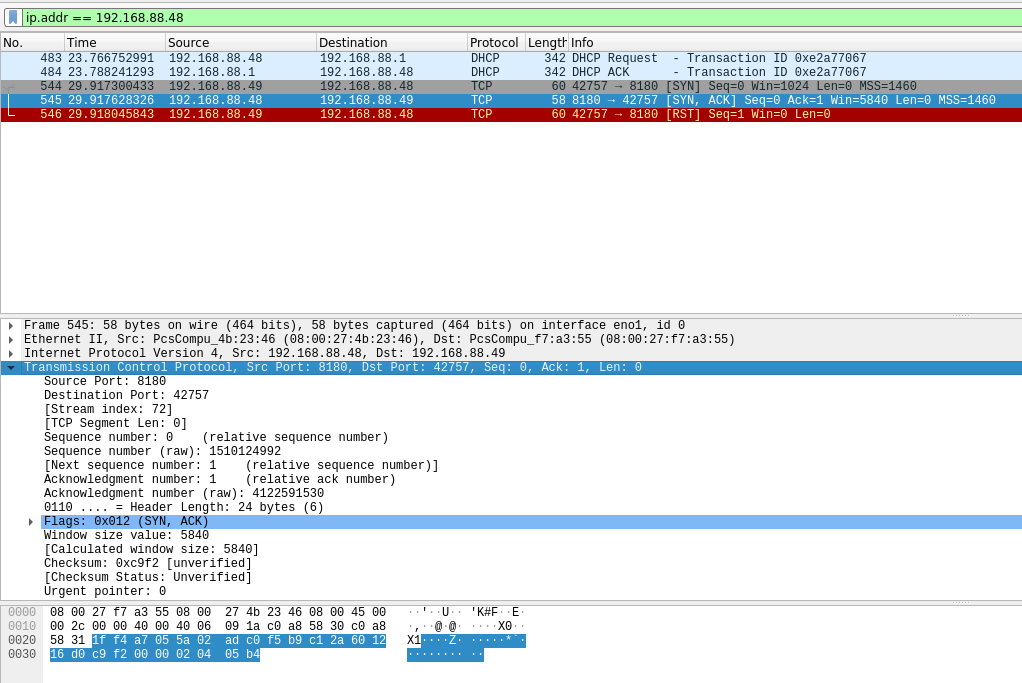 ip.addr == 192.168.88.48
No. Time Source Destination Protocol Length Info
483 23.766752991 192.168.88.48 192.168.88.1 DHCP 342 DHCP Request - Transaction ID 0xe2a77067
484 23.788241293 192.168.88.1 192.168.88.48 DHCP 342 DHCP ACK - Transaction ID 0xe2a77067
544 29.917300433 192.168.88.49 192.168.88.48 TCP 60 42757 → 8180 [SYN] Seq=0 Win=1024 Len=0 MSS=1460
545 29.917628326 192.168.88.48 192.168.88.49 TCP 58 8180 → 42757 [SYN, ACK] Seq=0 Ack=1 Win=5840 Len=0 MSS=1460
546 29.918045843 192.168.88.49 192.168.88.48 TCP 60 42757 → 8180 [RST] Seq=1 Win=0 Len=0
Frame 545: 58 bytes on wire (464 bits), 58 bytes captured (464 bits) on interface eno1, id 0
Ethernet II, Src: PcsCompu_4b:23:46 (08:00:27:4b:23:46), Dst: PcsCompu_f7:a3:55 (08:00:27:f7:a3:55)
Internet Protocol Version 4, Src: 192.168.88.48, Dst: 192.168.88.49
Transmission Control Protocol, Src Port: 8180, Dst Port: 42757, Seq: 0, Ack: 1, Len: 0
Source Port: 8180
Destination Port: 42757
[Stream index: 72]
[TCP Segment Len: 0]
Sequence number: 0 (relative sequence number)
Sequence number (raw): 1510124992
[Next sequence number: 1 (relative sequence number)]
Acknowledgment number: 1 (relative ack number)
Acknowledgment number (raw): 4122591530
0110 .... = Header Length: 24 bytes (6)
Flags: 0x012 (SYN, ACK)
Window size value: 5840
[Calculated window size: 5840]
Checksum: 0xc9f2 [unverified]
[Checksum Status: Unverified]
Urgent pointer: 0
0000 08 00 27 f7 a3 55 08 00 27 4b 23 46 08 00 45 00 ··'··U·· 'K#F··E·
0010 00 2c 00 00 40 00 40 06 09 1a c0 a8 58 30 c0 a8 ·,··@·@· ····X0··
0020 58 31 1f f4 a7 05 5a 02 ad c0 f5 b9 c1 2a 60 12 X1····Z· ·····*`·
0030 16 d0 c9 f2 00 00 02 04 05 b4 ········ ··